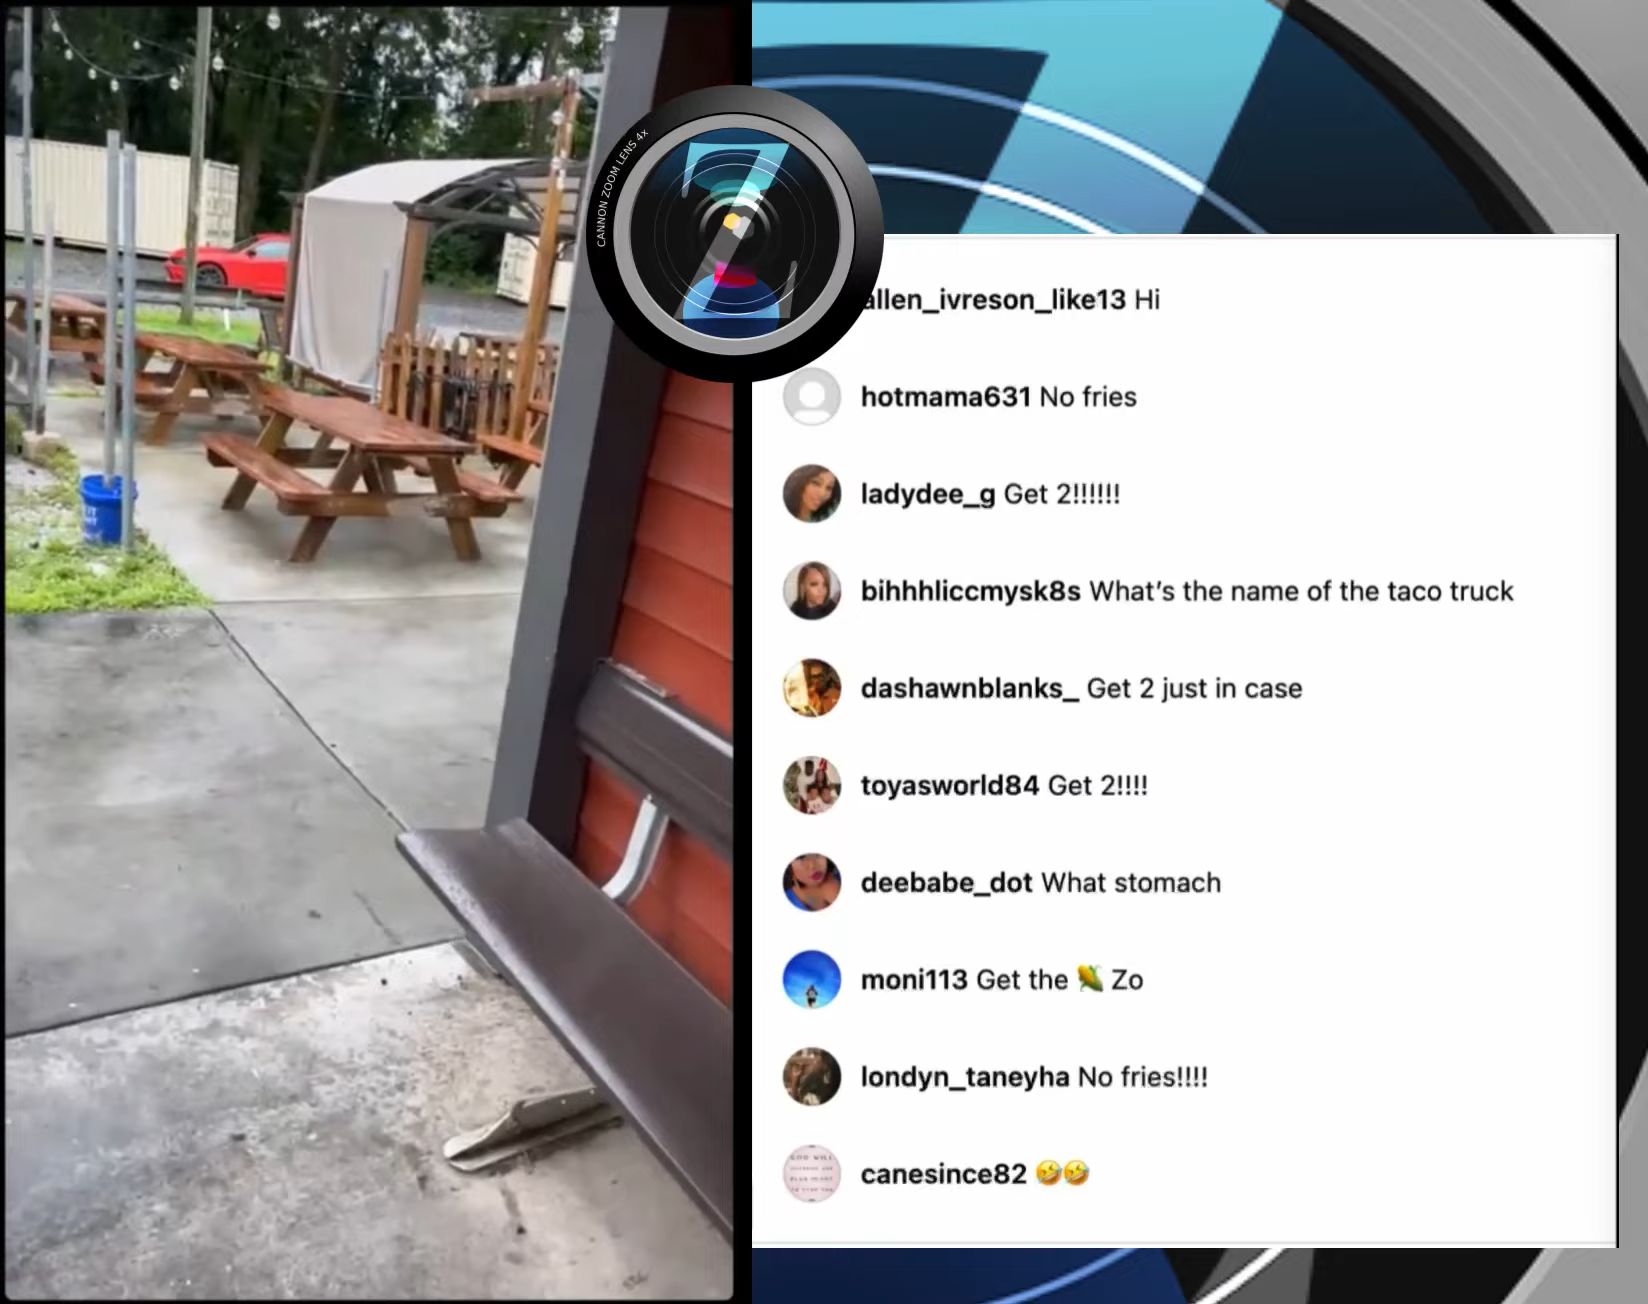 CANNON ZOOM LENS 4x
allen_ivreson_like13 Hi
hotmama631 No fries
ladydee_g Get 2!!!!!!
bihhhliccmysk8s What's the name of the taco truck
dashawnblanks_ Get 2 just in case
toyasworld84 Get 2!!!!
deebabe_dot What stomach
moni113 Get the 🌽 Zo
londyn_taneyha No fries!!!!
canesince82 🤣🤣
GOD WILL